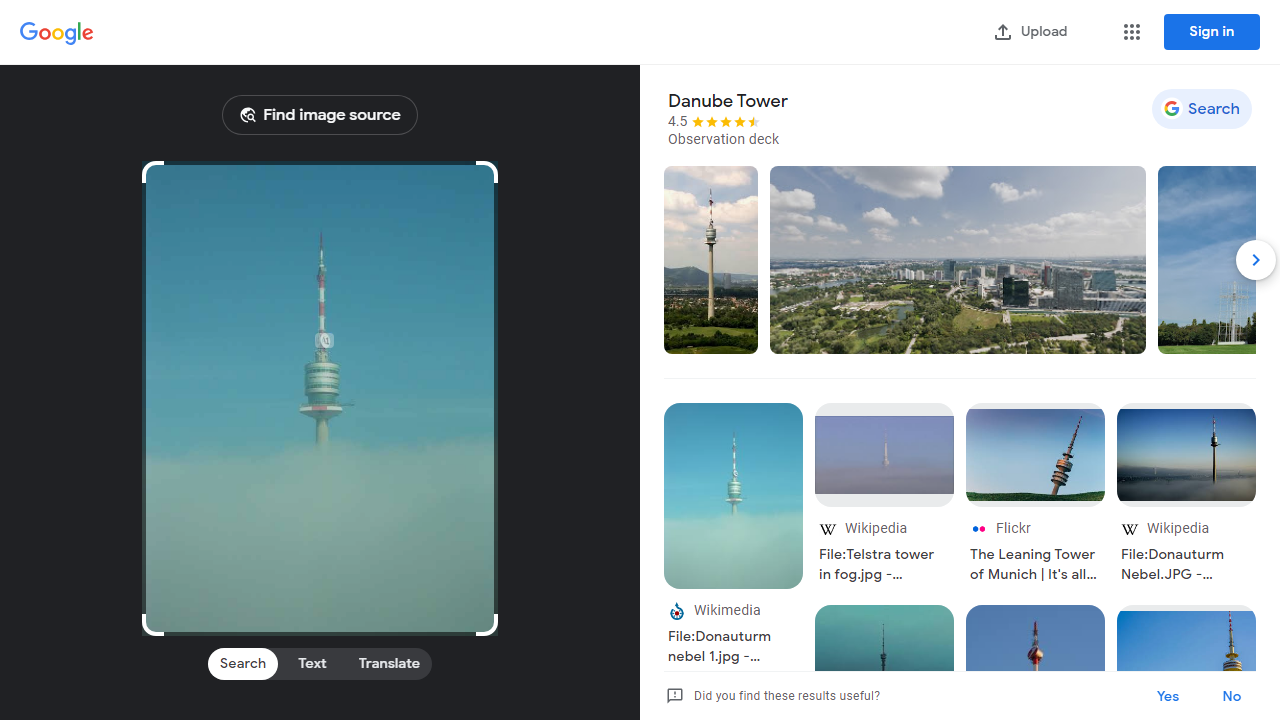 Google
Upload
Sign in
Find image source
Search
Text
Translate
Danube Tower
4.5
Observation deck
Search
Wikimedia
File:Donauturm
nebel 1.jpg -...
Wikipedia
File:Telstra tower
in fog.jpg -...
Flickr
The Leaning Tower
of Munich | It's all...
Wikipedia
File:Donauturm
Nebel.JPG -...
Did you find these results useful?
Yes
No